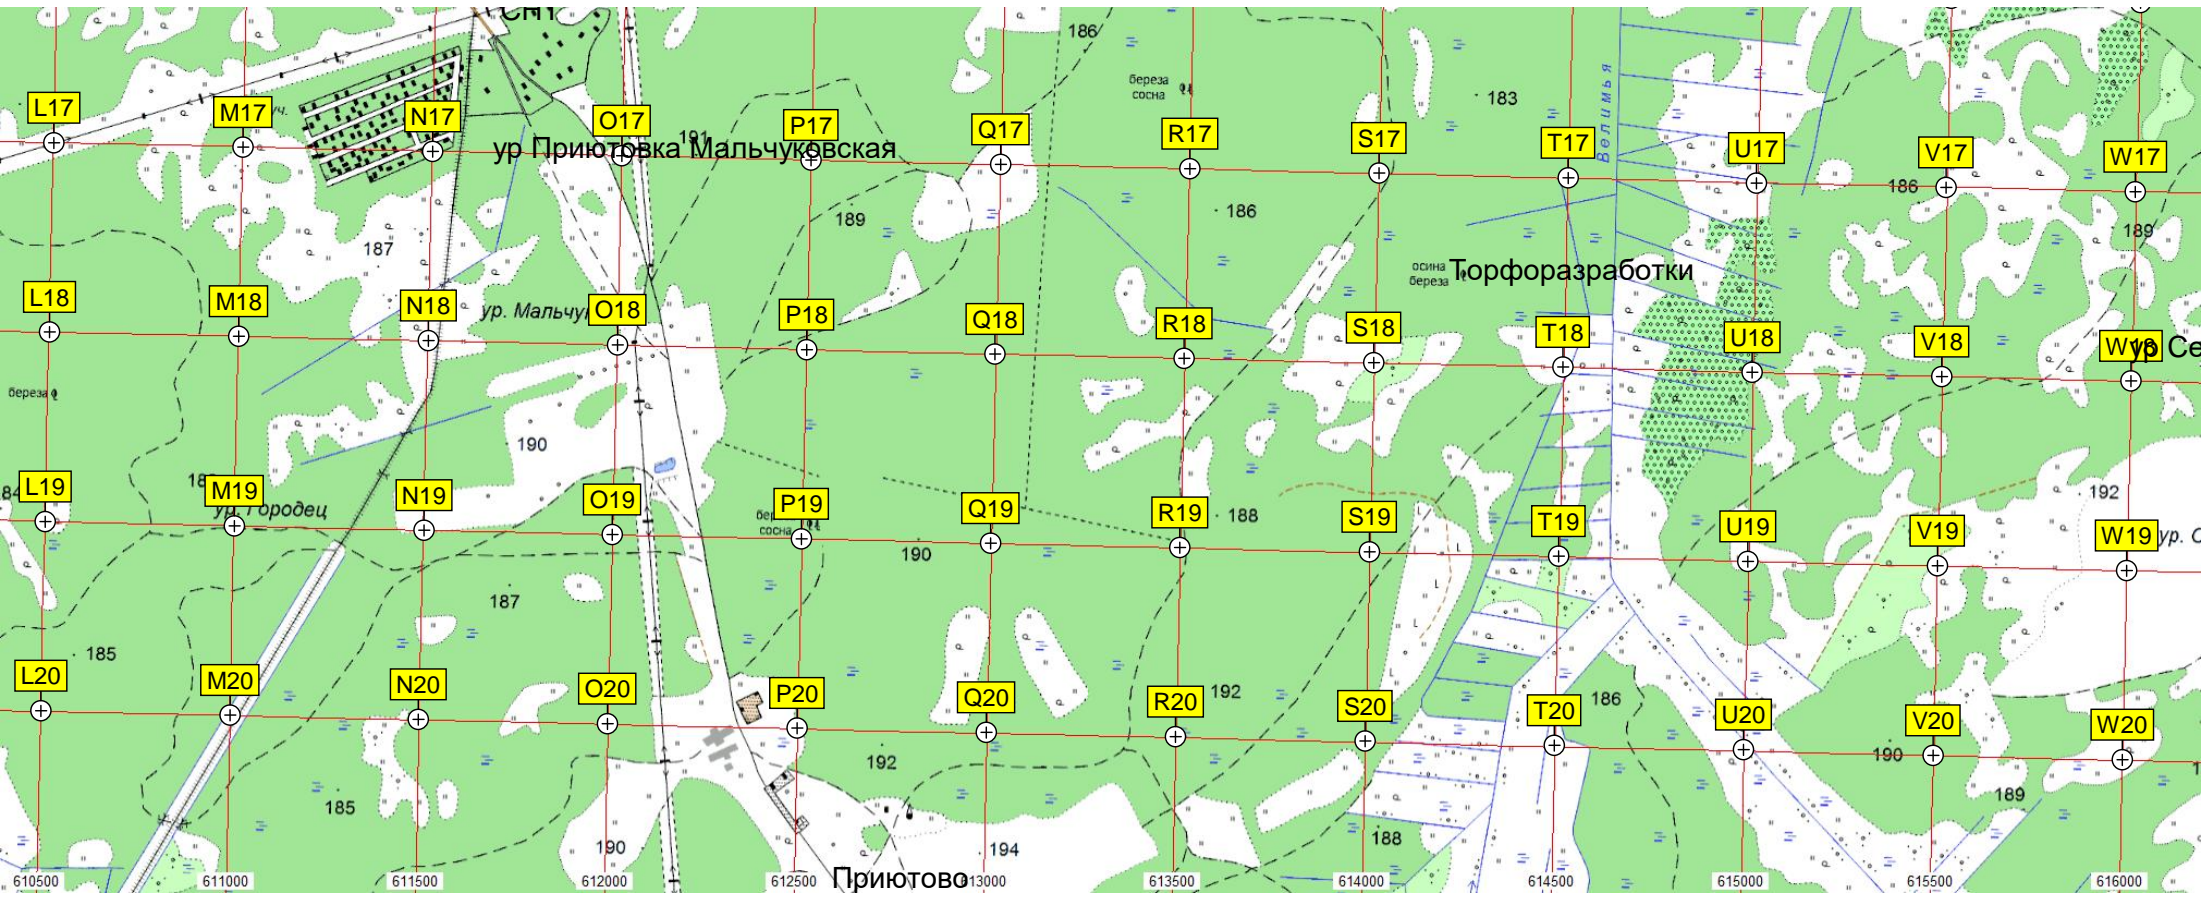 СНТ
186
береза
сосна
183
Велимья
L17
M17
уч.
N17
O17
191
P17
Q17
R17
S17
T17
U17
V17
W17
ур Приютовка Мальчуковская
186
187
189
186
189
осина
береза
Торфоразработки
L18
M18
N18
ур. Мальчу
O18
P18
Q18
R18
S18
T18
U18
V18
W18
ур Се
береза
190
192
L19
M19
ур. Городец
N19
O19
P19
сосна
Q19
R19
188
S19
T19
U19
V19
W19
ур. С
190
187
185
L20
M20
N20
O20
P20
Q20
R20
192
S20
T20
186
U20
V20
W20
192
190
185
189
190
194
188
Приютово
610500
611000
611500
612000
612500
613000
613500
614000
614500
615000
615500
616000